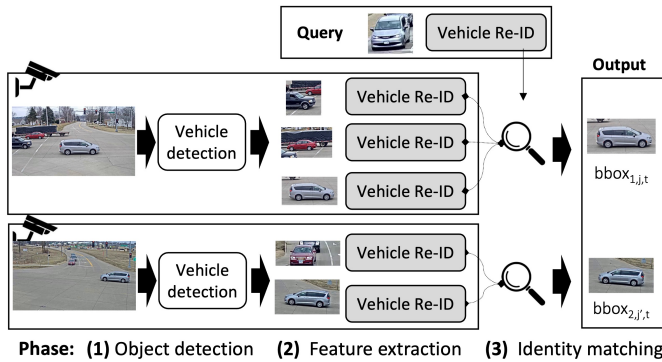 Query
Vehicle Re-ID
Output
Vehicle
detection
Vehicle Re-ID
Vehicle Re-ID
Vehicle Re-ID
bbox1,j,t
Vehicle
detection
Vehicle Re-ID
Vehicle Re-ID
bbox2,j',t
Phase: (1) Object detection (2) Feature extraction (3) Identity matching